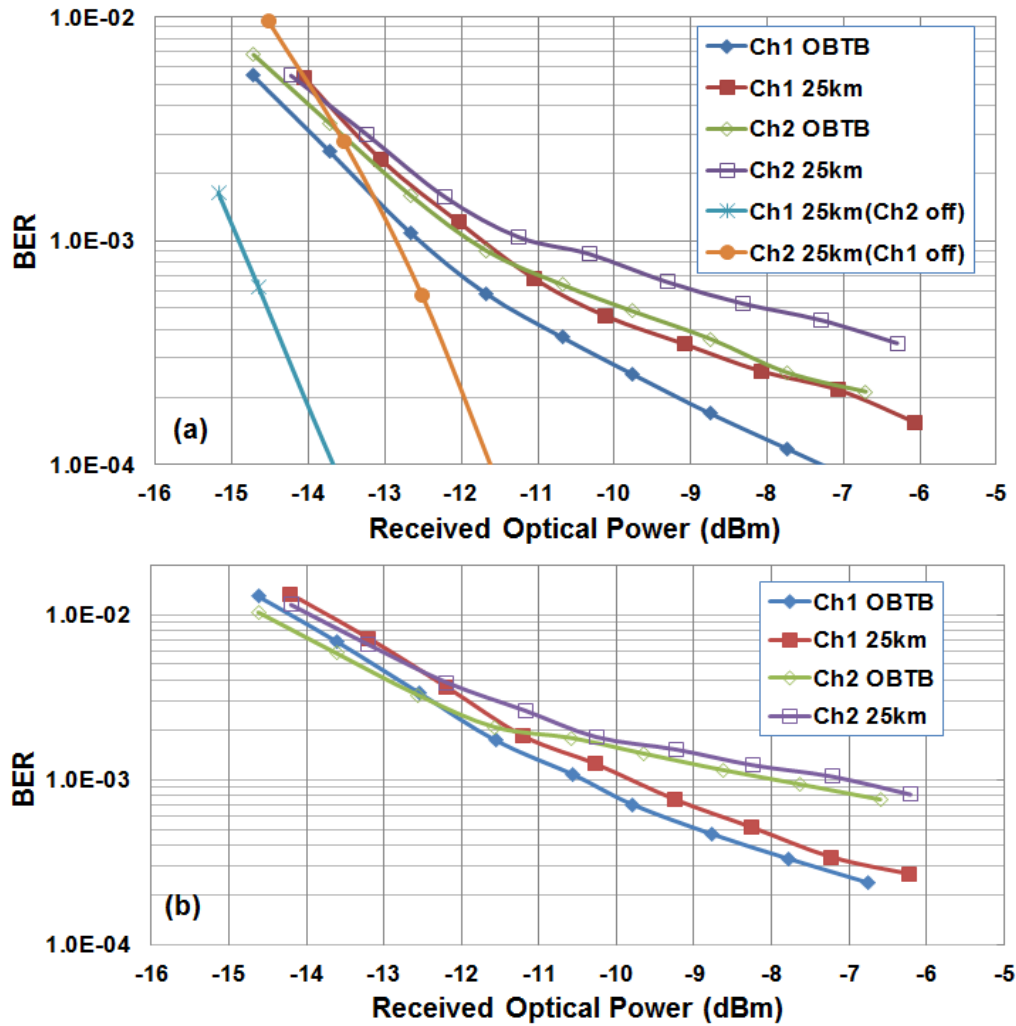 1.0E-02
1.0E-03
1.0E-04
BER
Ch1 OBTB
Ch1 25km
Ch2 OBTB
Ch2 25km
Ch1 25km(Ch2 off)
Ch2 25km(Ch1 off)
(a)
-16 -15 -14 -13 -12 -11 -10 -9 -8 -7 -6 -5
Received Optical Power (dBm)
1.0E-02
1.0E-03
1.0E-04
BER
Ch1 OBTB
Ch1 25km
Ch2 OBTB
Ch2 25km
(b)
-16 -15 -14 -13 -12 -11 -10 -9 -8 -7 -6 -5
Received Optical Power (dBm)